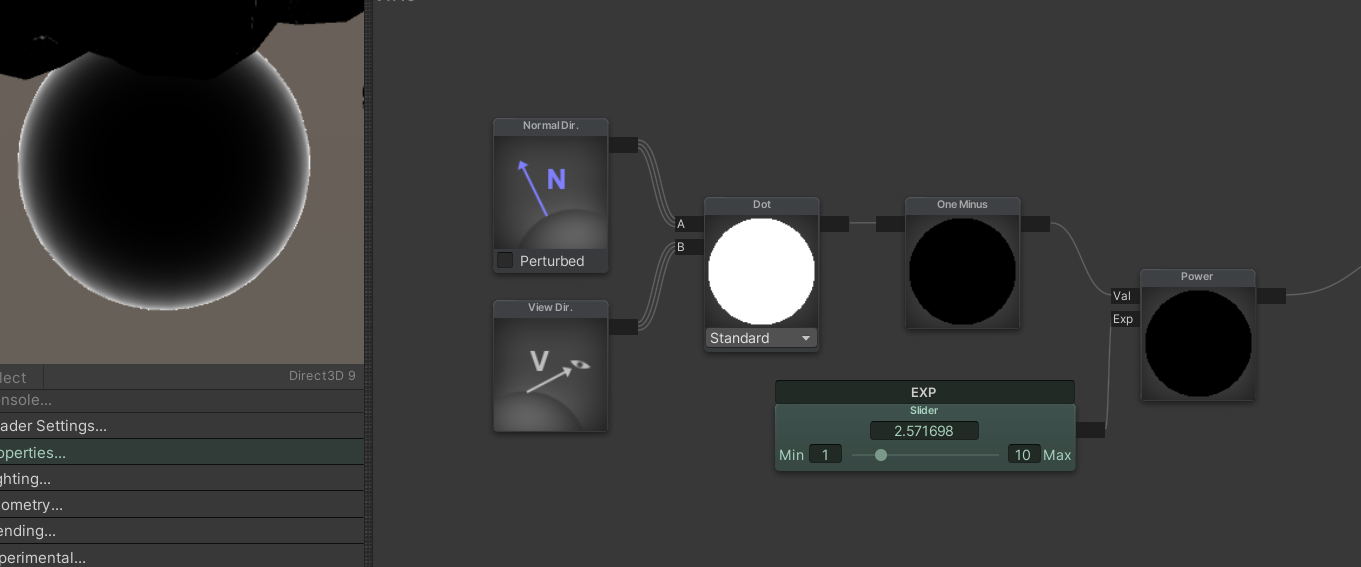 Normal Dir.
N
Perturbed
View Dir.
V
A
B
Dot
Standard
One Minus
Val
Exp
Power
EXP
Slider
2.571698
Min 1 10 Max
lect
Direct3D 9
nsole...
ader Settings...
operties...
ghting...
ometry...
ending...
perimental...